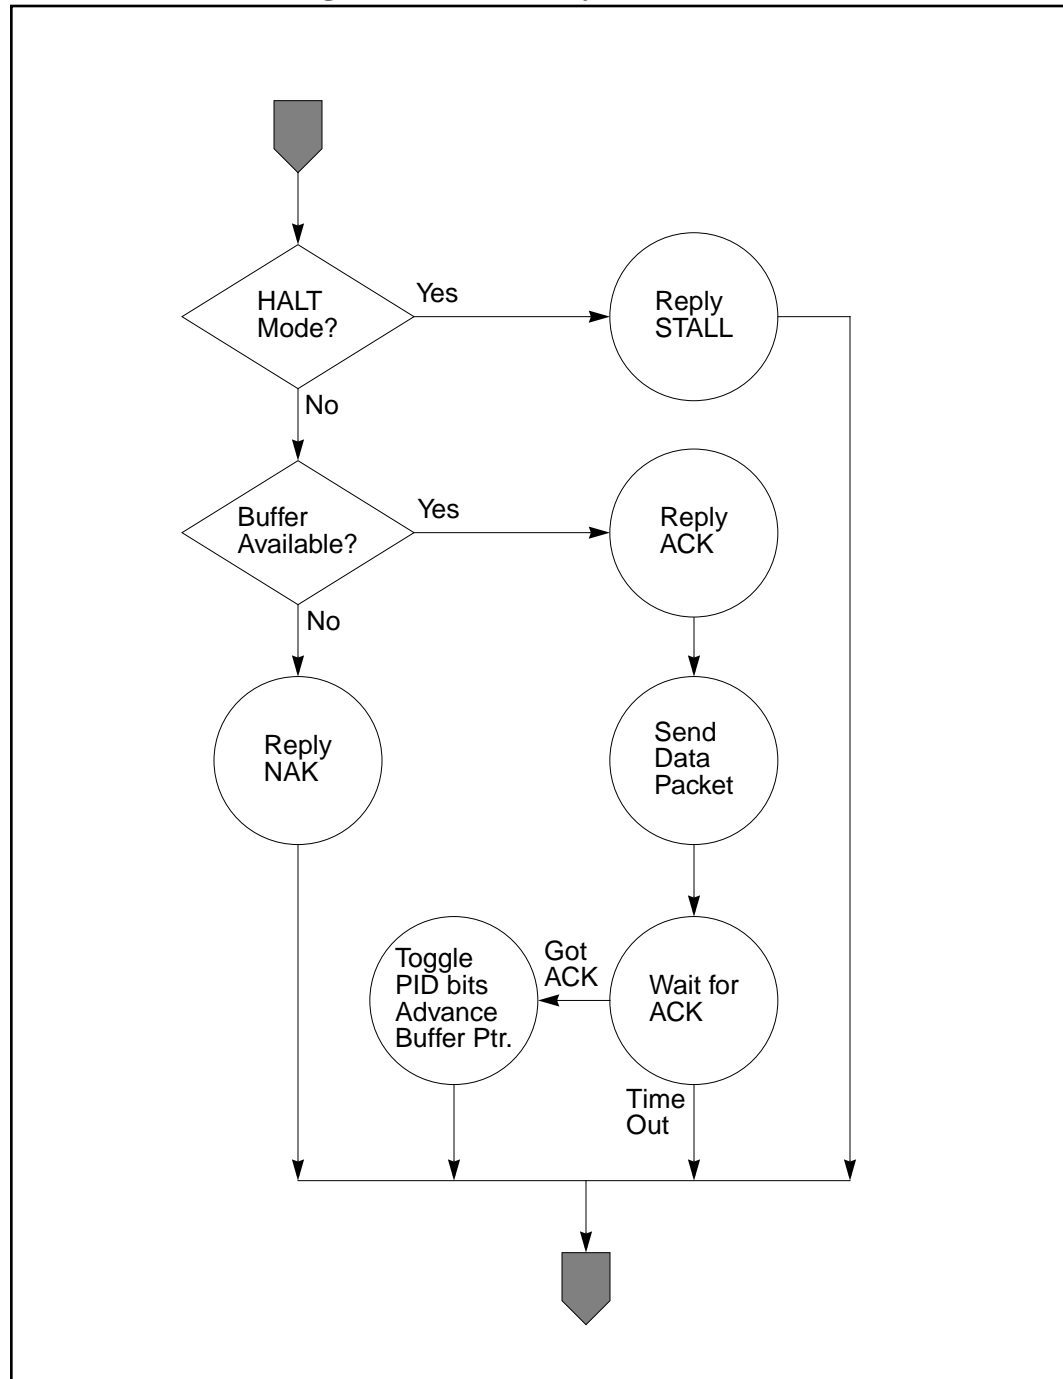 HALT
Mode?
Yes
Reply
STALL
No
Buffer
Available?
Yes
Reply
ACK
No
Reply
NAK
Send
Data
Packet
Toggle
PID bits
Advance
Buffer Ptr.
Got
ACK
Wait for
ACK
Time
Out